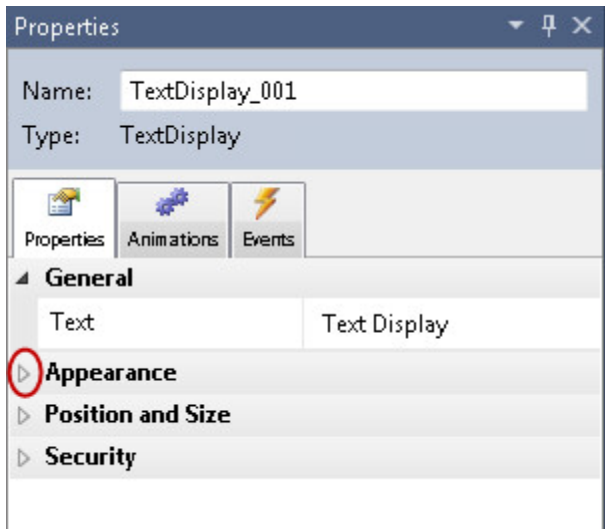 Properties
Name: TextDisplay_001
Type: TextDisplay
Properties Animations Events
General
Text Text Display
Appearance
Position and Size
Security